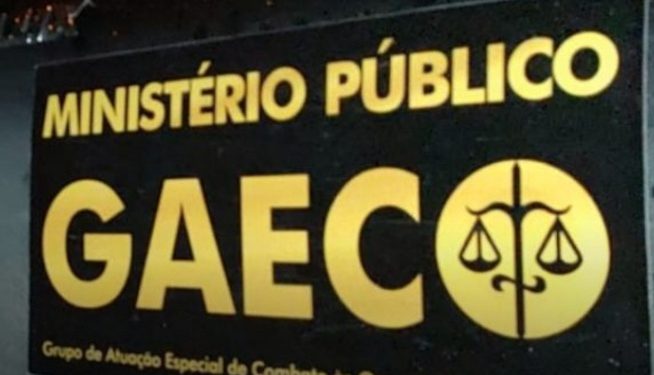 MINISTÉRIO PÚBLICO
GAECO
Grupo de Atuação Especial de Combate